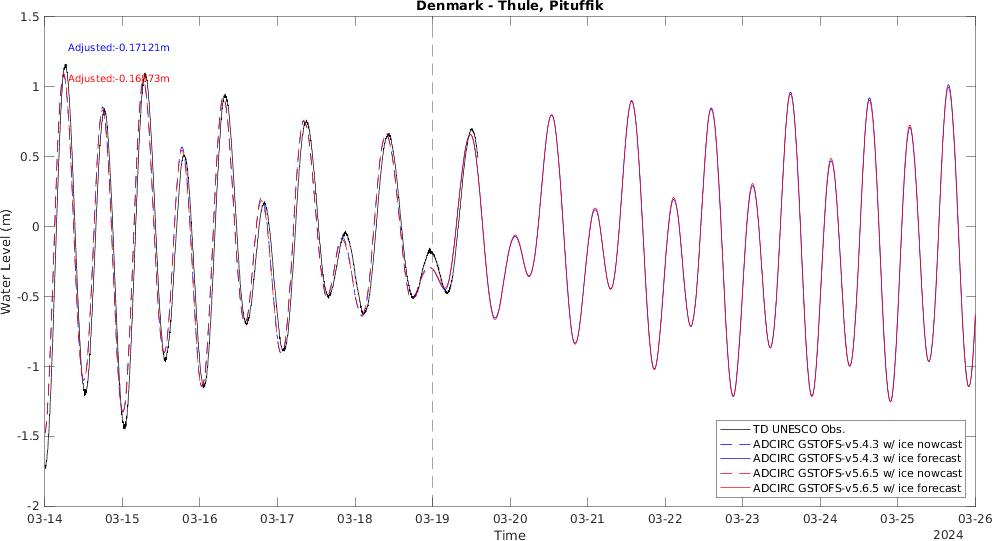 Denmark - Thule, Pituffik
Adjusted:-0.17121m
Water Level (m)
1.5
1
0.5
0
-0.5
-1
-1.5
-2
TD UNESCO Obs.
ADCIRC GSTOFS-v5.4.3 w/ ice nowcast
ADCIRC GSTOFS-v5.4.3 w/ ice forecast
ADCIRC GSTOFS-v5.6.5 w/ ice nowcast
ADCIRC GSTOFS-v5.6.5 w/ ice forecast
03-14 03-15 03-16 03-17 03-18 03-19 03-20 03-21 03-22 03-23 03-24 03-25 03-26
Time
2024